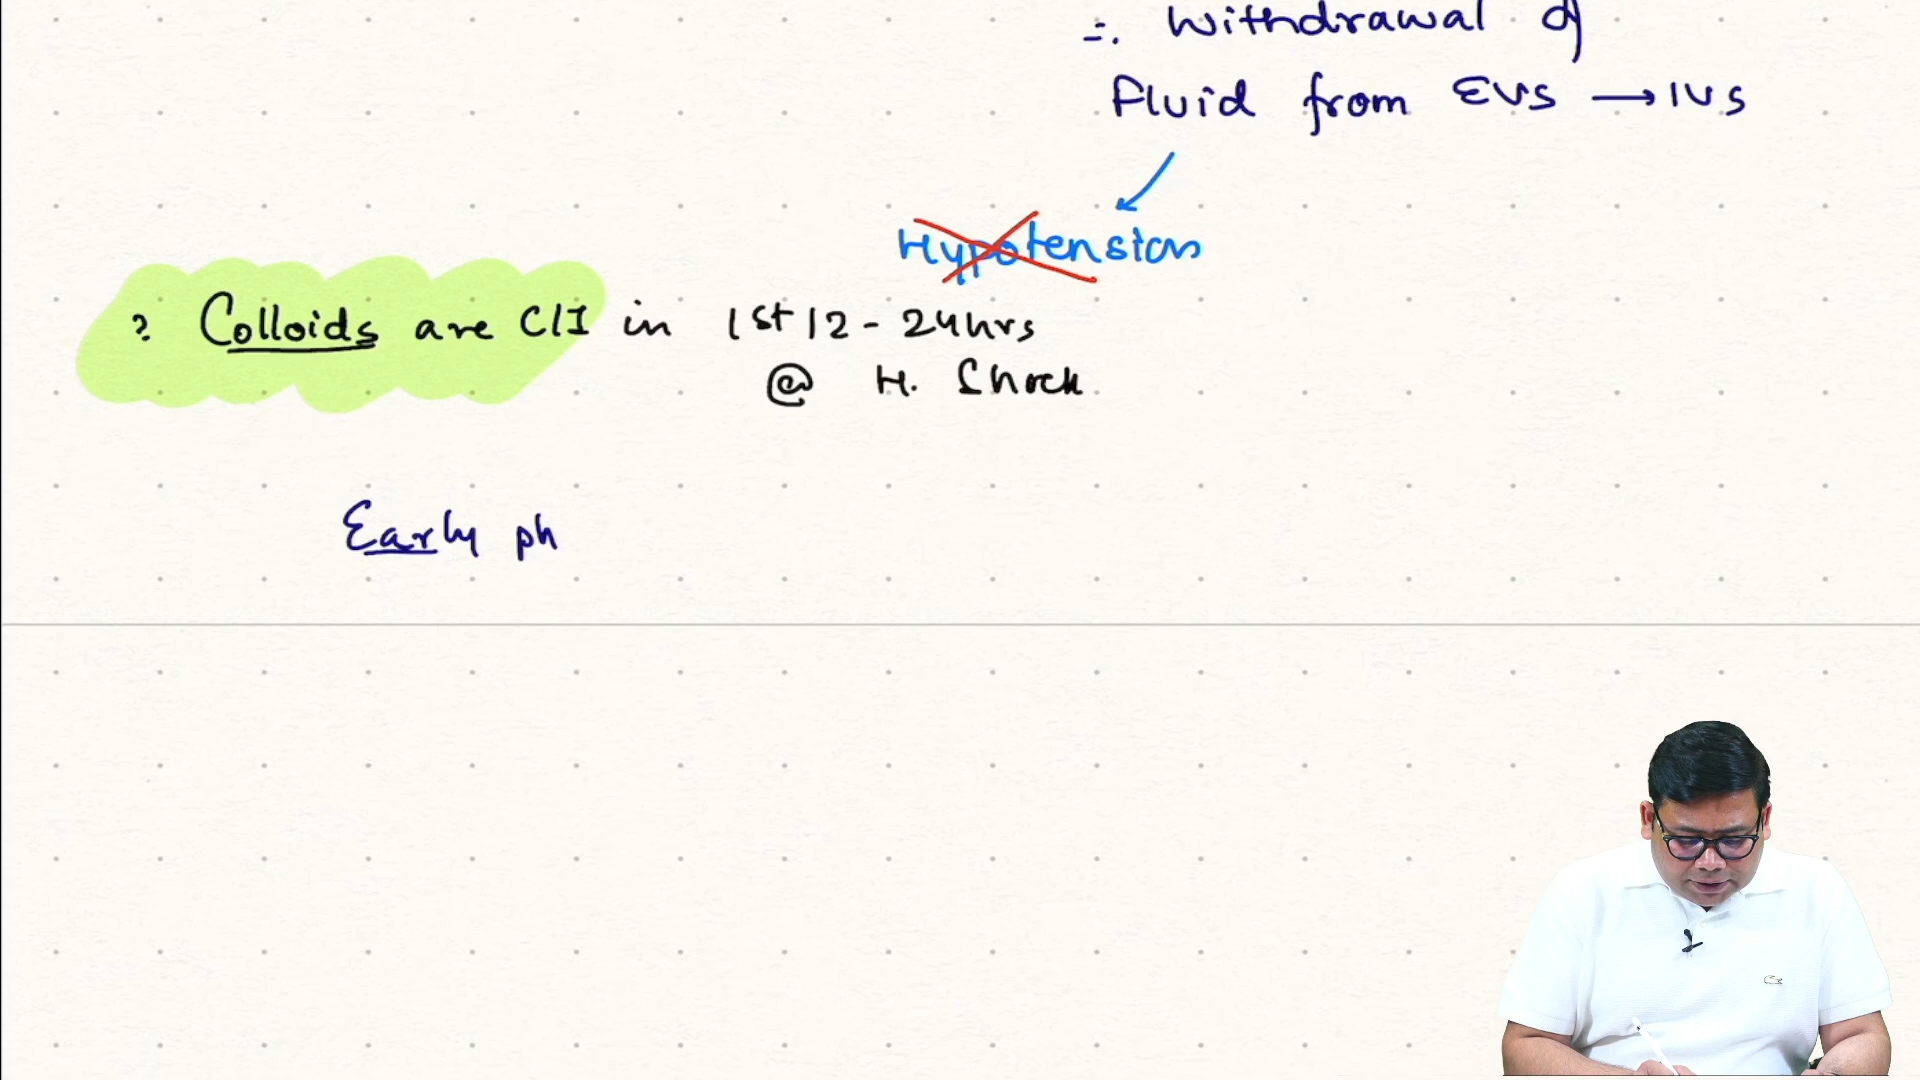 ∴ Withdrawal of
fluid from EVS → IVS
Hypotension
? Colloids are C/I in 1st 12 - 24hrs
@ H. Shock
Early ph